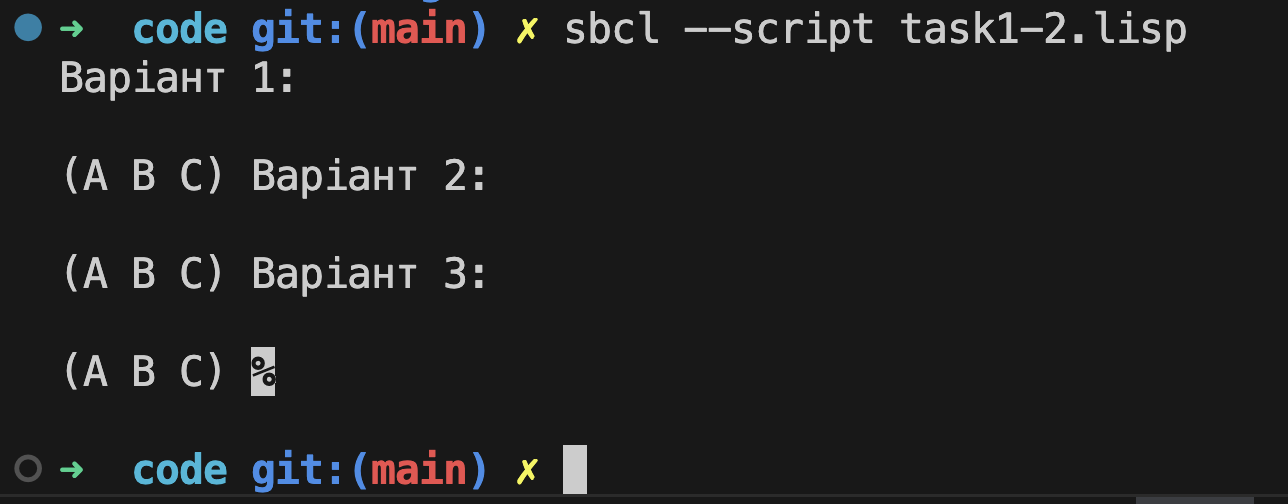 ➜ code git:(main) ✗ sbcl --script task1-2.lisp
Варіант 1:
(A B C) Варіант 2:
(A B C) Варіант 3:
(A B C) %
➜ code git:(main) ✗